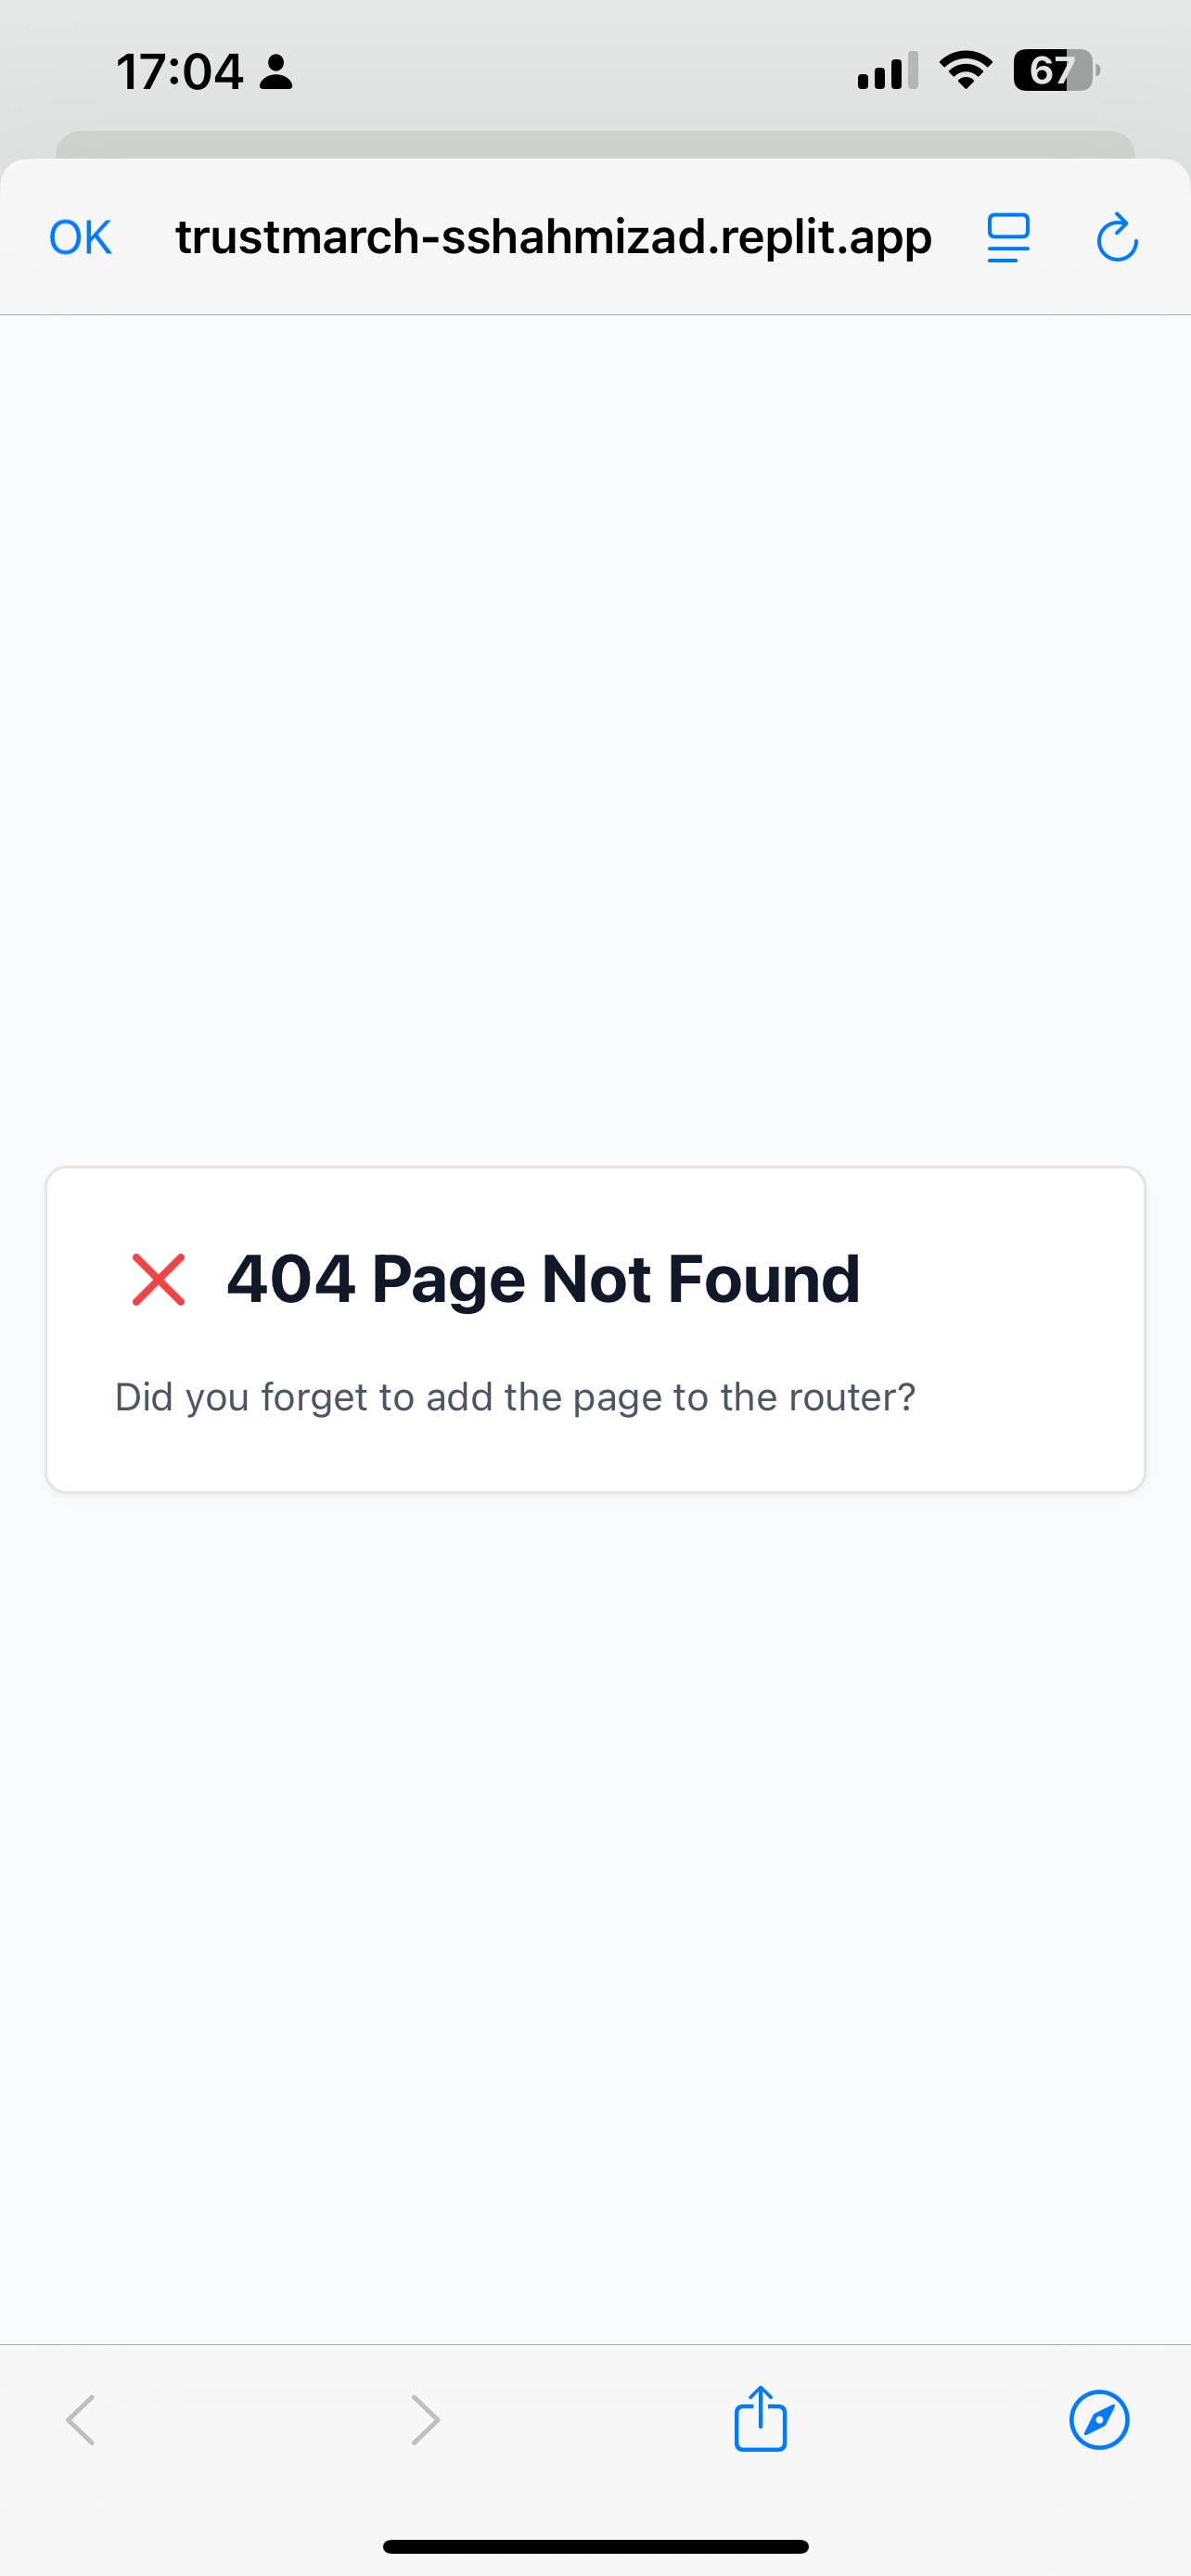 17:04
67
OK trustmarch-sshahmizad.replit.app
404 Page Not Found
Did you forget to add the page to the router?